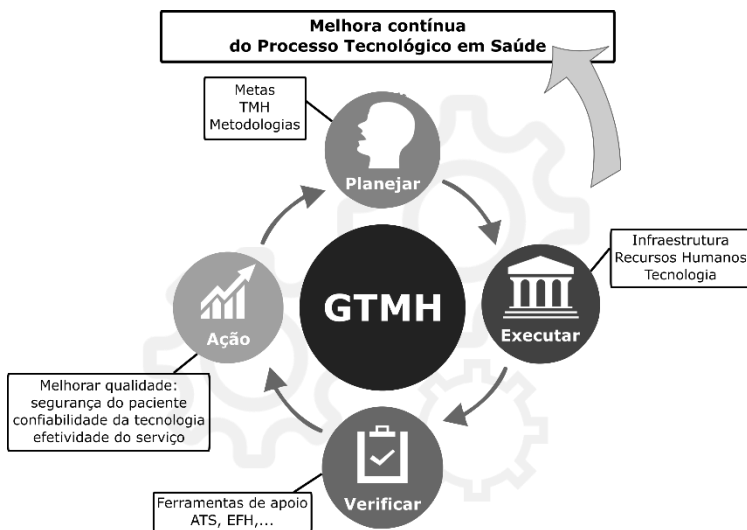 Melhora contínua
do Processo Tecnológico em Saúde
Metas
TMH
Metodologias
Planejar
Infraestrutura
Recursos Humanos
Tecnologia
GTMH
Executar
Ação
Melhorar qualidade:
segurança do paciente
confiabilidade da tecnologia
efetividade do serviço
Verificar
Ferramentas de apoio
ATS, EFH,...